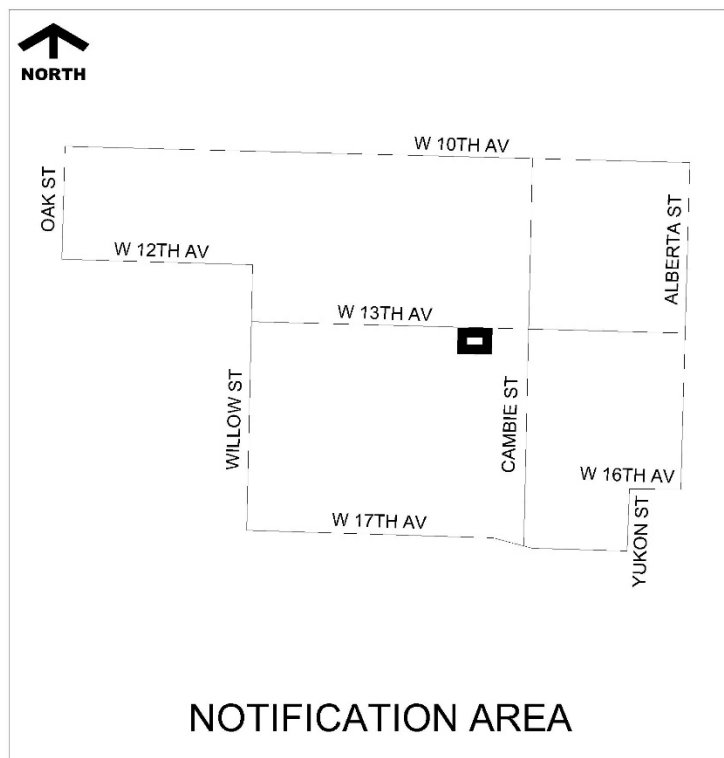 NORTH
W 10TH AV
OAK ST
ALBERTA ST
W 12TH AV
W 13TH AV
WILLOW ST
CAMBIE ST
W 16TH AV
W 17TH AV
YUKON ST
NOTIFICATION AREA